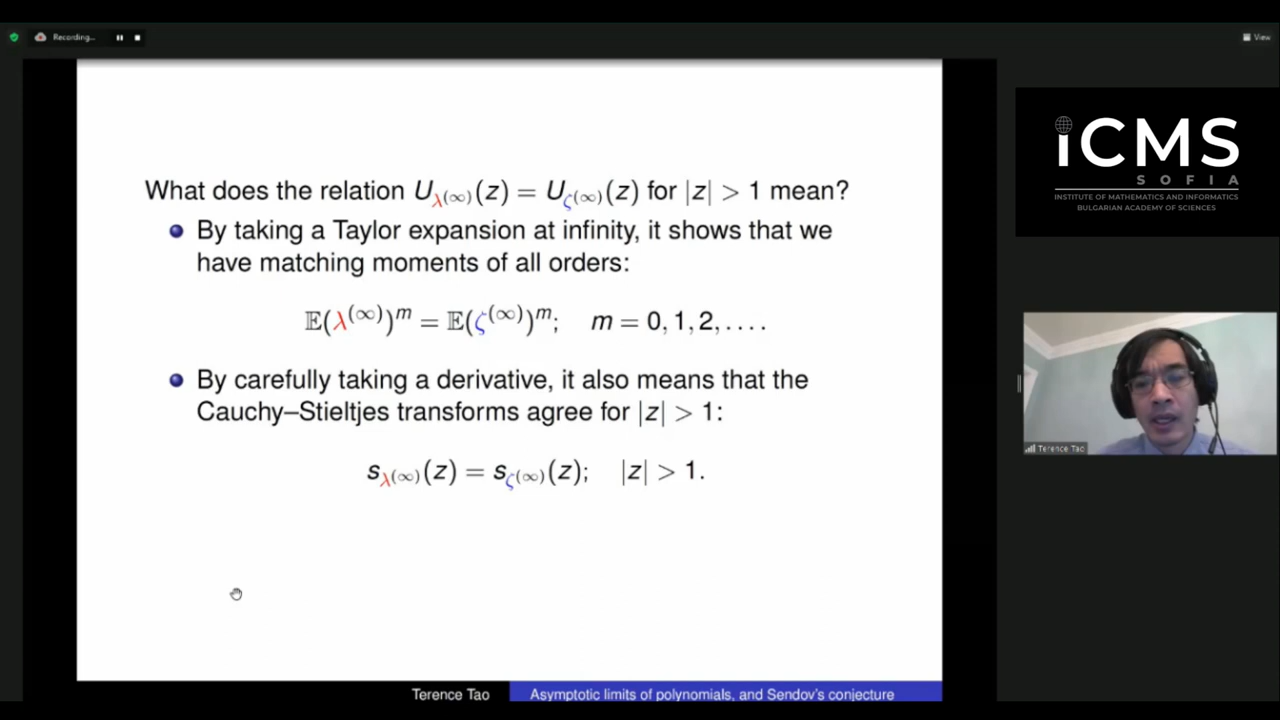 Recording...
View
What does the relation U_{λ^{(∞)}}(z) = U_{ζ^{(∞)}}(z) for |z| > 1 mean?
By taking a Taylor expansion at infinity, it shows that we
have matching moments of all orders:
𝔼(λ^{(∞)})^m = 𝔼(ζ^{(∞)})^m; m = 0, 1, 2, . . . .
By carefully taking a derivative, it also means that the
Cauchy–Stieltjes transforms agree for |z| > 1:
s_{λ^{(∞)}}(z) = s_{ζ^{(∞)}}(z); |z| > 1.
Terence Tao
Asymptotic limits of polynomials, and Sendov's conjecture
iCMS
SOFIA
INSTITUTE OF MATHEMATICS AND INFORMATICS
BULGARIAN ACADEMY OF SCIENCES
Terence Tao